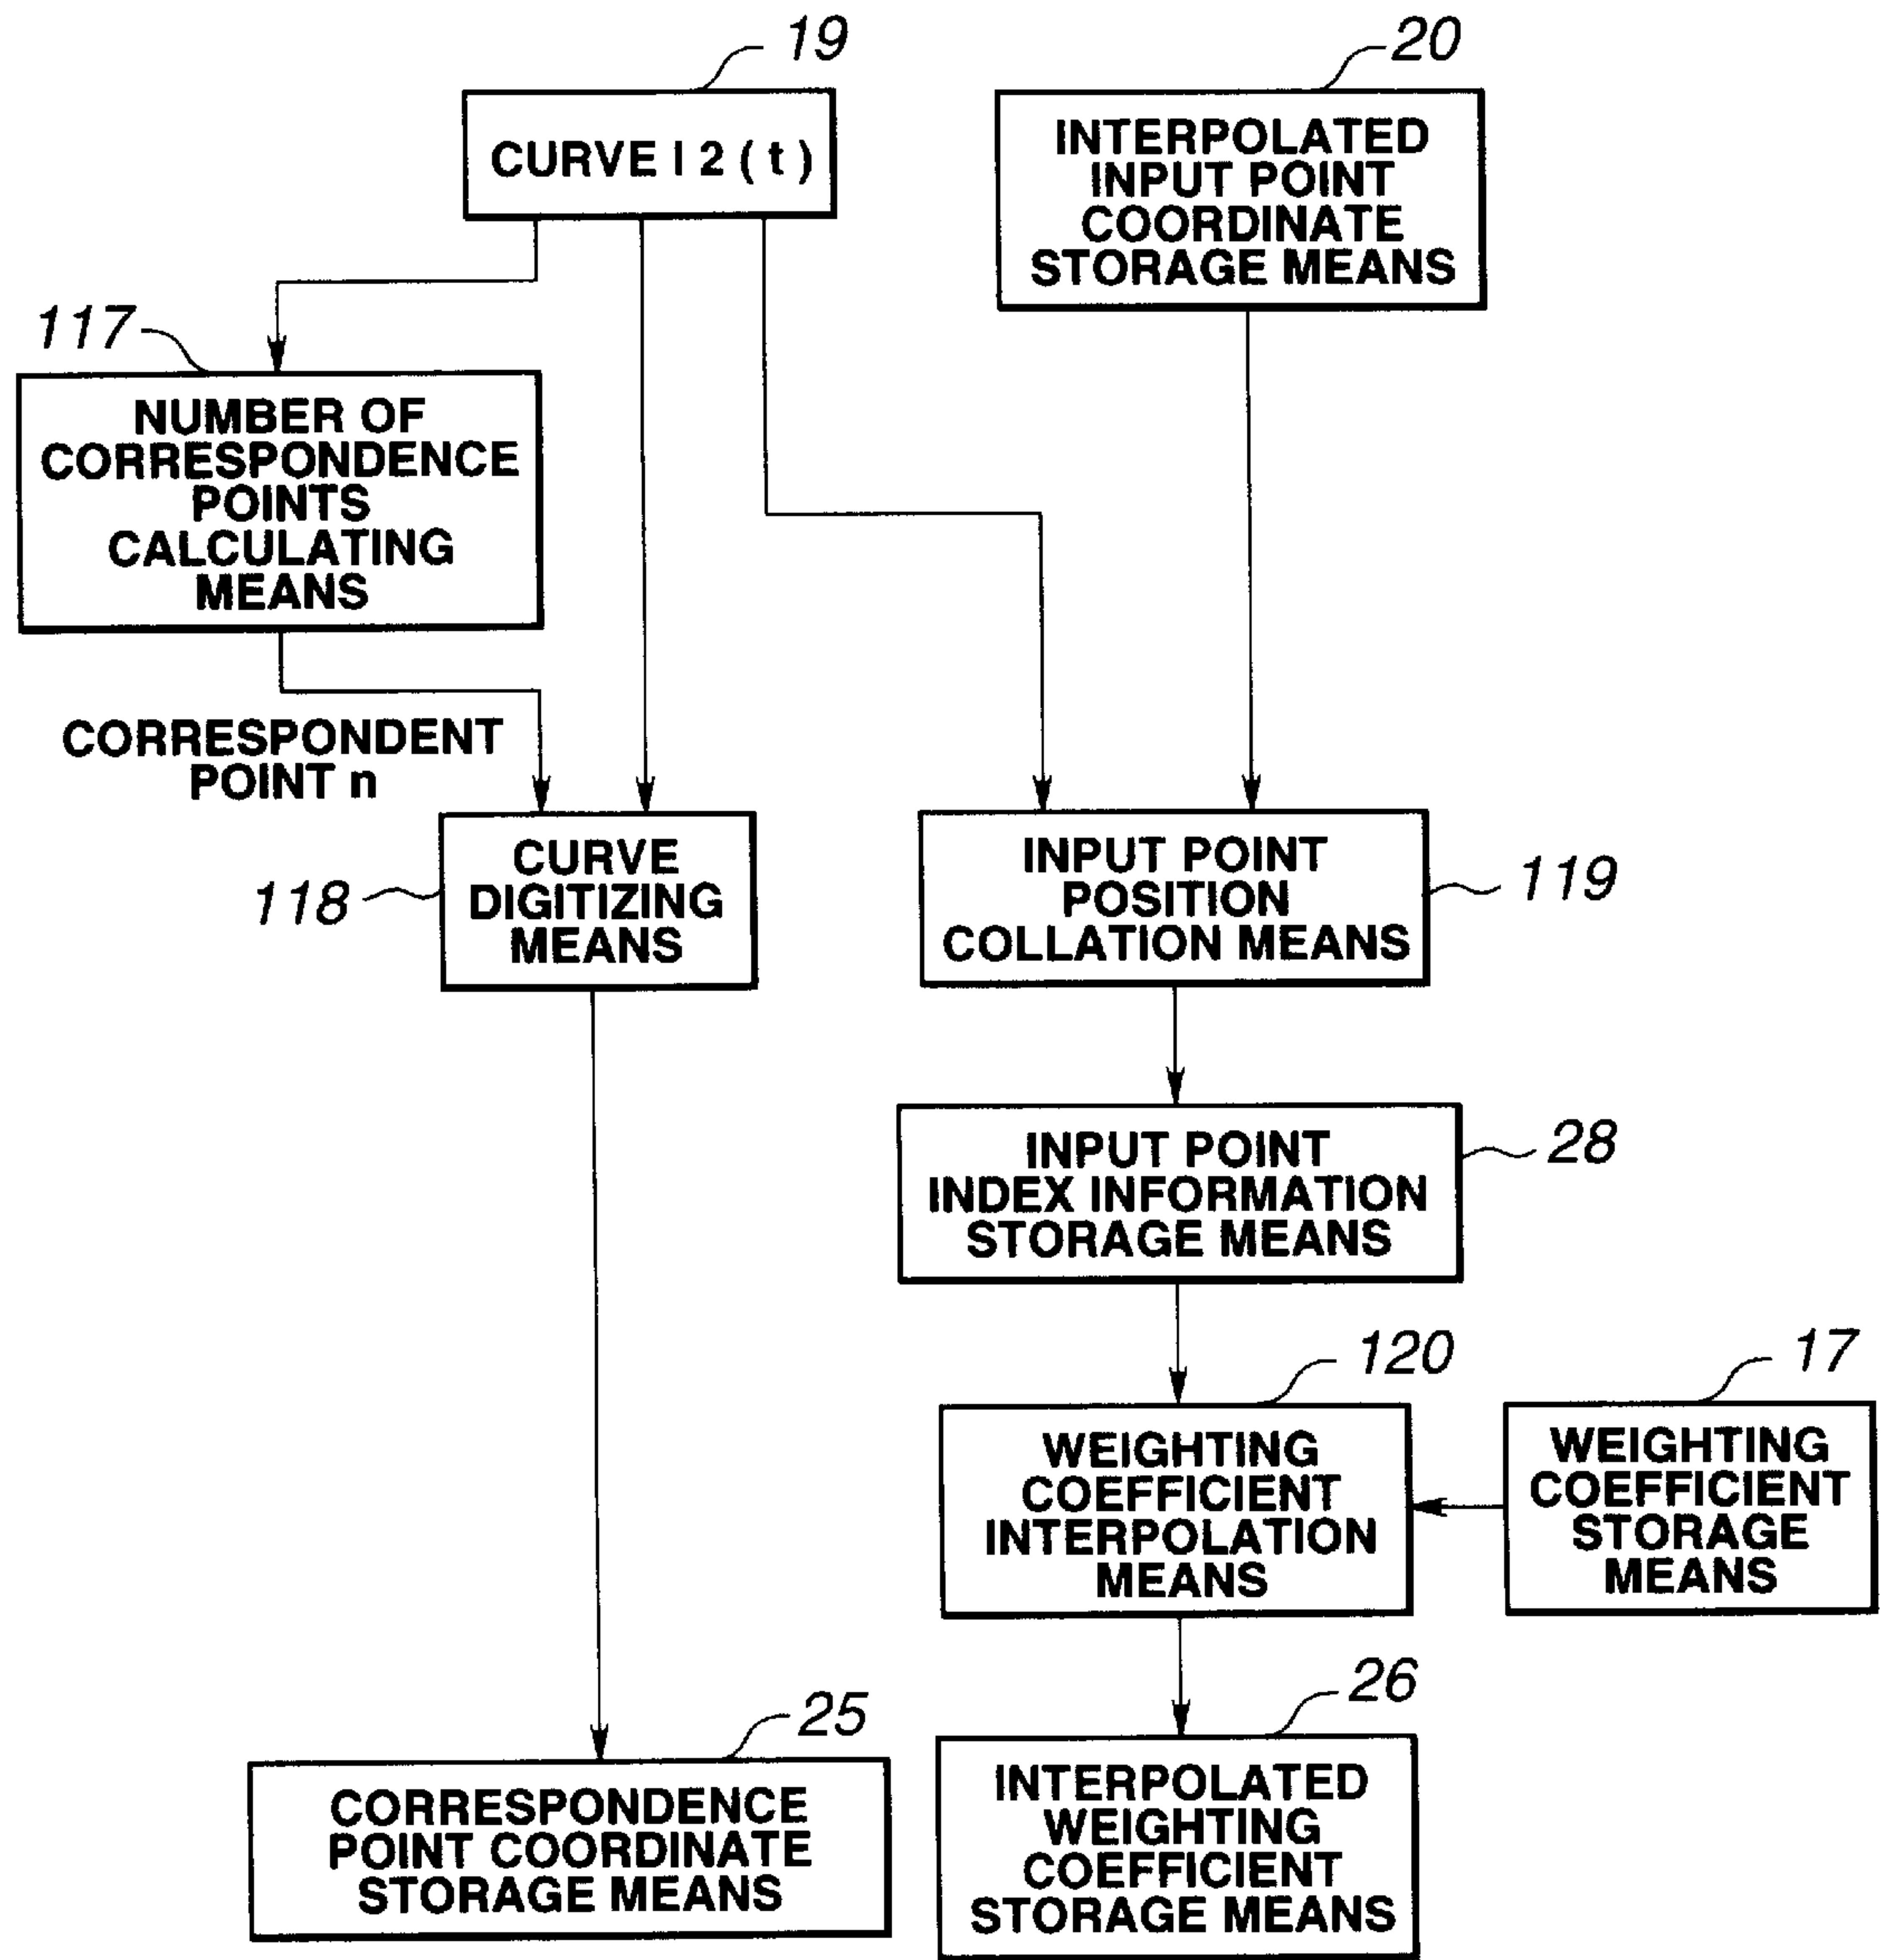 19
CURVE I 2 ( t )
20
INTERPOLATED
INPUT POINT
COORDINATE
STORAGE MEANS
117
NUMBER OF
CORRESPONDENCE
POINTS
CALCULATING
MEANS
CORRESPONDENT
POINT n
118
CURVE
DIGITIZING
MEANS
INPUT POINT
POSITION
COLLATION MEANS
119
INPUT POINT
INDEX INFORMATION
STORAGE MEANS
28
120
WEIGHTING
COEFFICIENT
INTERPOLATION
MEANS
17
WEIGHTING
COEFFICIENT
STORAGE
MEANS
25
CORRESPONDENCE
POINT COORDINATE
STORAGE MEANS
26
INTERPOLATED
WEIGHTING
COEFFICIENT
STORAGE MEANS